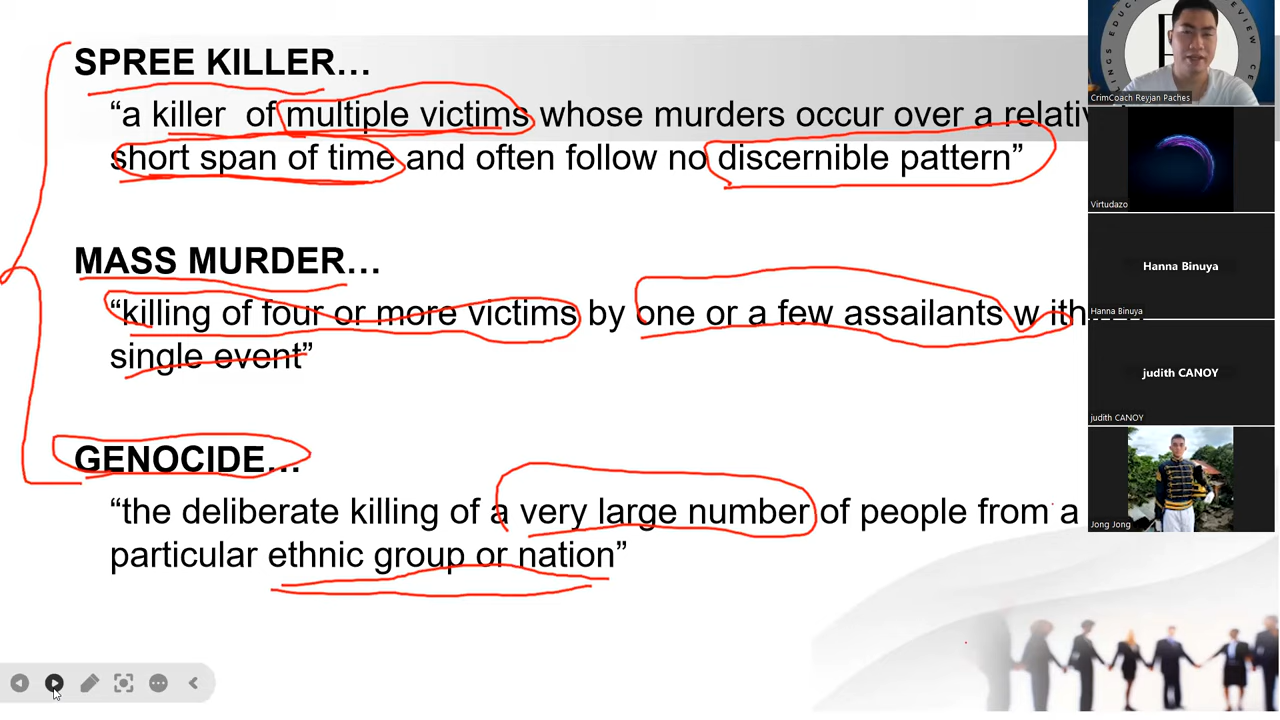 SPREE KILLER…
“a killer of multiple victims whose murders occur over a
short span of time and often follow no discernible pattern”
MASS MURDER…
“killing of four or more victims by one or a few assailants w
single event”
GENOCIDE…
“the deliberate killing of a very large number of people from a
particular ethnic group or nation”
CrimCoach Reyjan Paches
Virtudazo
Hanna Binuya
Hanna Binuya
judith CANOY
judith CANOY
Jong Jong